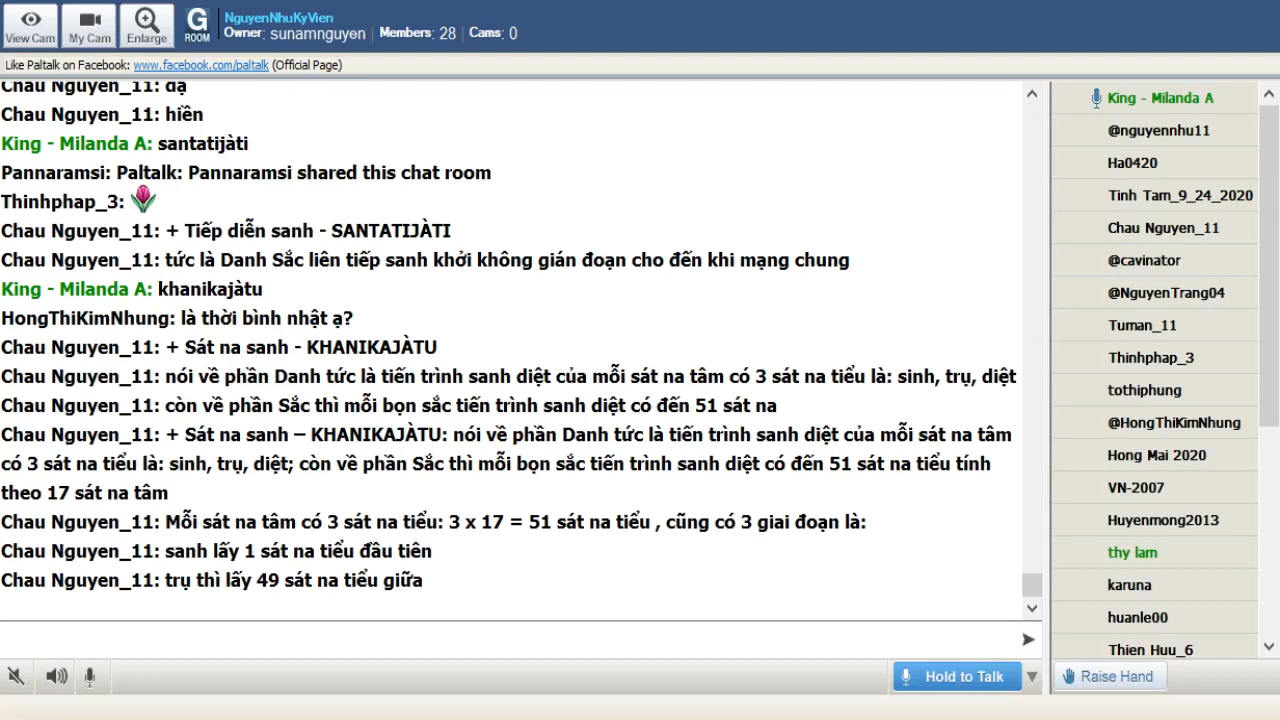 View Cam
My Cam
Enlarge
G
ROOM
NguyenNhuKyVien
Owner: sunamnguyen
Members: 28
Cams: 0
Like Paltalk on Facebook: www.facebook.com/paltalk (Official Page)
Chau Nguyen_11: dạ
Chau Nguyen_11: hiền
King - Milanda A: santatijàti
Pannaramsi: Paltalk: Pannaramsi shared this chat room
Thinhphap_3:
Chau Nguyen_11: + Tiếp diễn sanh - SANTATIJÀTI
Chau Nguyen_11: tức là Danh Sắc liên tiếp sanh khởi không gián đoạn cho đến khi mạng chung
King - Milanda A: khanikajàtu
HongThiKimNhung: là thời bình nhật ạ?
Chau Nguyen_11: + Sát na sanh - KHANIKAJÀTU
Chau Nguyen_11: nói về phần Danh tức là tiến trình sanh diệt của mỗi sát na tâm có 3 sát na tiểu là: sinh, trụ, diệt
Chau Nguyen_11: còn về phần Sắc thì mỗi bọn sắc tiến trình sanh diệt có đến 51 sát na
Chau Nguyen_11: + Sát na sanh – KHANIKAJÀTU: nói về phần Danh tức là tiến trình sanh diệt của mỗi sát na tâm
có 3 sát na tiểu là: sinh, trụ, diệt; còn về phần Sắc thì mỗi bọn sắc tiến trình sanh diệt có đến 51 sát na tiểu tính
theo 17 sát na tâm
Chau Nguyen_11: Mỗi sát na tâm có 3 sát na tiểu: 3 x 17 = 51 sát na tiểu , cũng có 3 giai đoạn là:
Chau Nguyen_11: sanh lấy 1 sát na tiểu đầu tiên
Chau Nguyen_11: trụ thì lấy 49 sát na tiểu giữa
Hold to Talk
King - Milanda A
@nguyennhu11
Ha0420
Tinh Tam_9_24_2020
Chau Nguyen_11
@cavinator
@NguyenTrang04
Tuman_11
Thinhphap_3
tothiphung
@HongThiKimNhung
Hong Mai 2020
VN-2007
Huyenmong2013
thy lam
karuna
huanle00
Thien Huu_6
Raise Hand